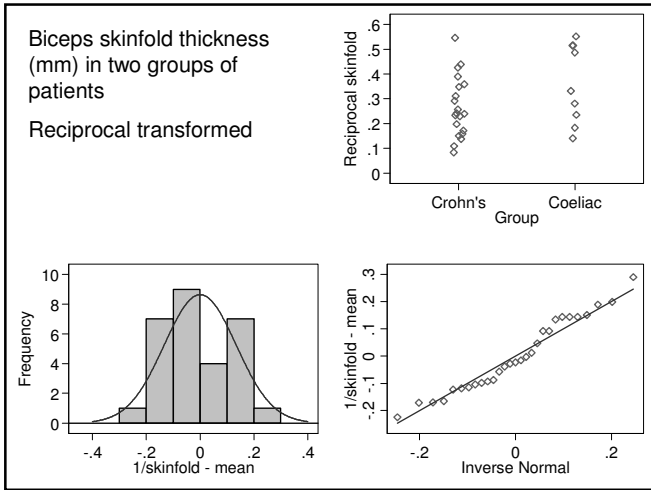 Biceps skinfold thickness
(mm) in two groups of
patients
Reciprocal transformed
Reciprocal skinfold
.6
.5
.4
.3
.2
.1
0
Crohn's
Coeliac
Group
Frequency
10
8
6
4
2
0
-.4
-.2
0
.2
.4
1/skinfold - mean
1/skinfold - mean
.3
.2
.1
0
-.1
-.2
-.2
0
.2
Inverse Normal